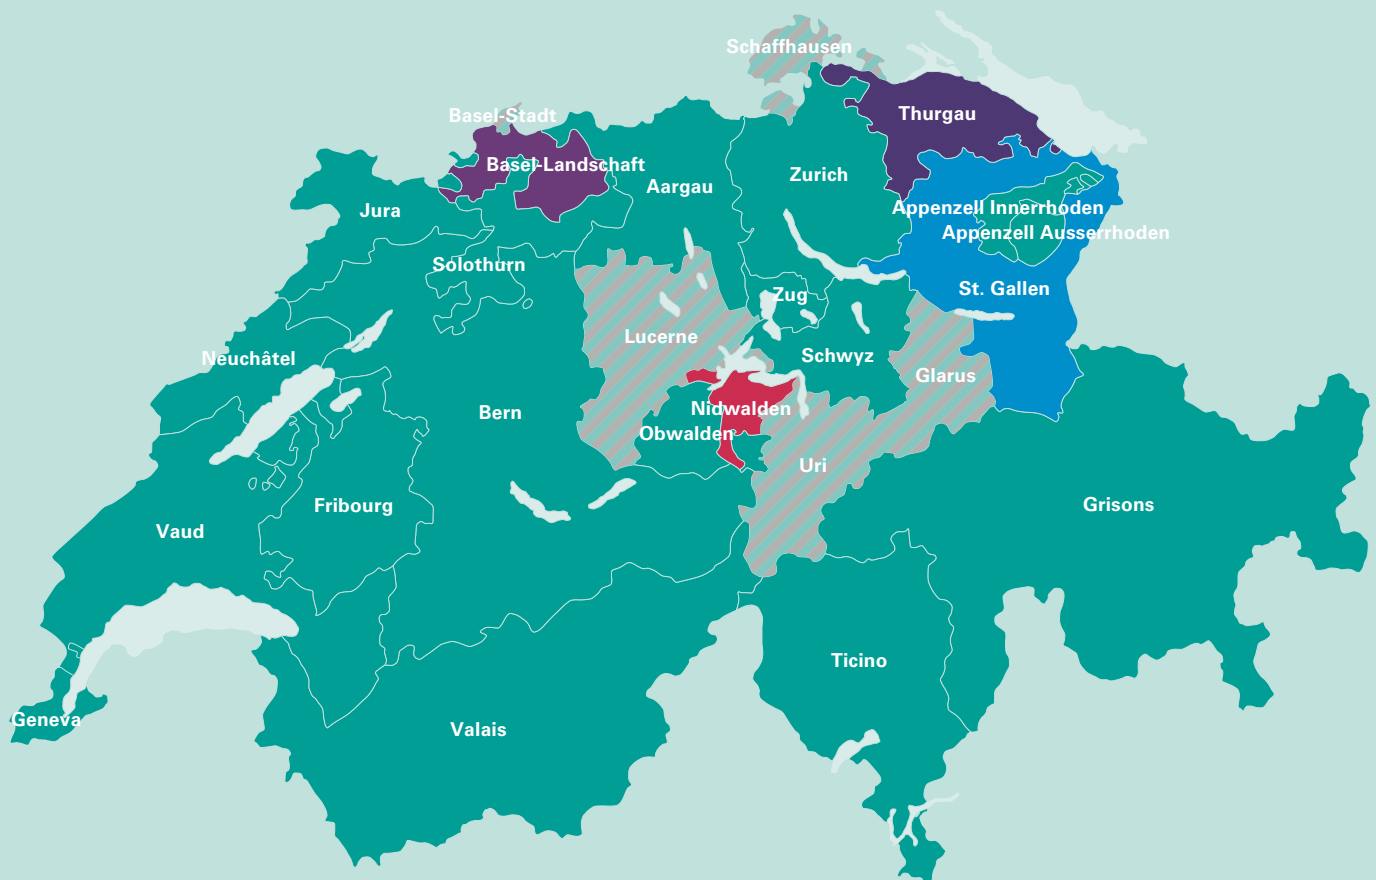 Schaffhausen
Basel-Stadt
Thurgau
Basel-Landschaft
Zurich
Aargau
Jura
Appenzell Innerhoden
Appenzell Ausserrhoden
Solothurn
St. Gallen
Zug
Lucerne
Neuchâtel
Schwyz
Glarus
Bern
Nidwalden
Obwalden
Uri
Fribourg
Grisons
Vaud
Ticino
Geneva
Valais